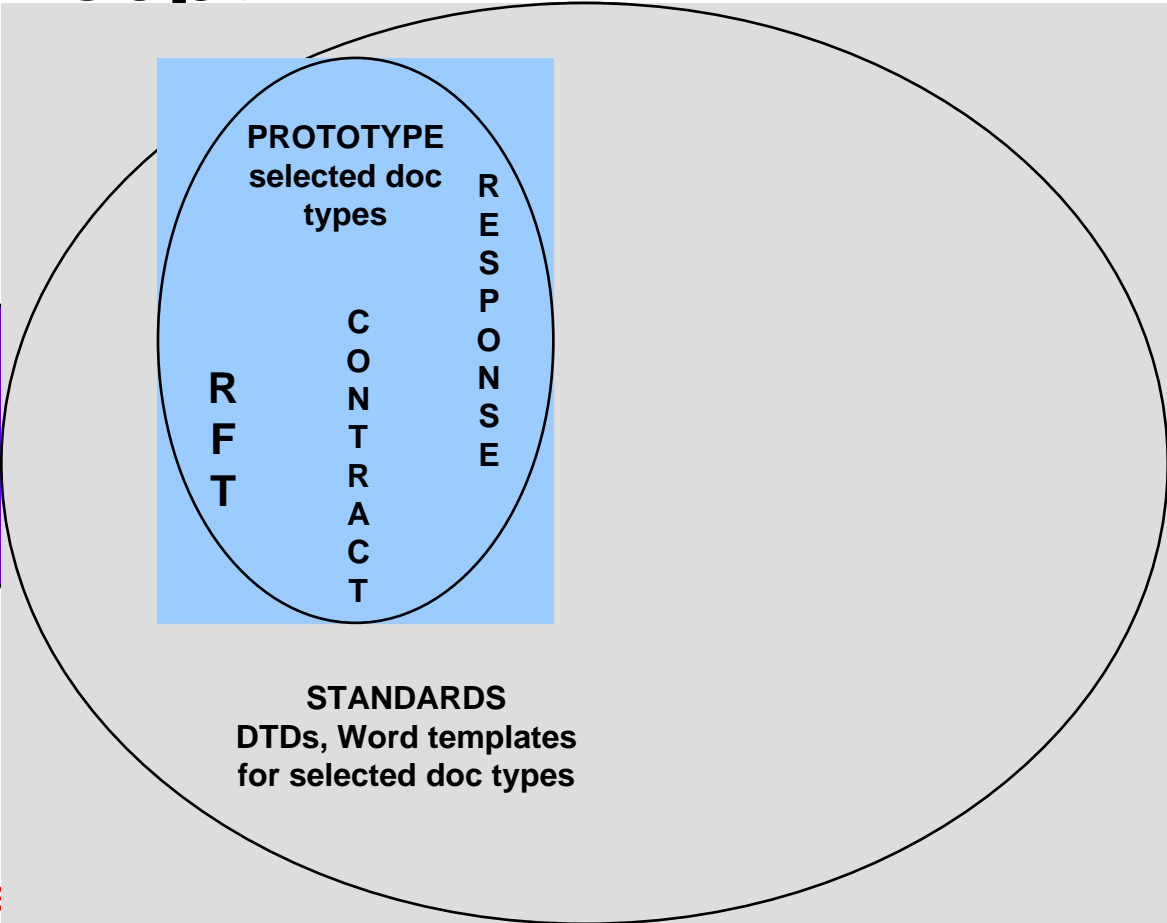 PROTOTYPE
selected doc
types
RFT
CONTRACT
RESPONSE
STANDARDS
DTDs, Word templates
for selected doc types